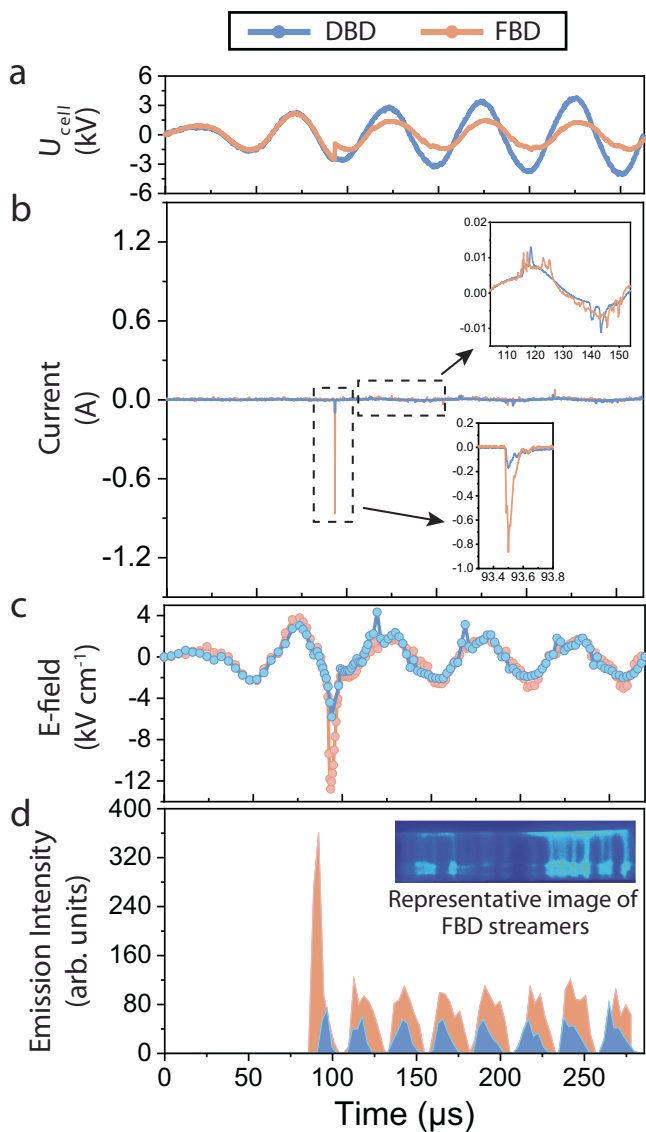 DBD FBD
a
6
3
0
-3
-6
U_cell
(kV)
b
1.2
0.6
0.0
-0.6
-1.2
Current
(A)
0.02
0.01
0.00
-0.01
110 120 130 140 150
0.2
0.0
-0.2
-0.4
-0.6
-0.8
-1.0
93.4 93.6 93.8
c
4
0
-4
-8
-12
E-field
(kV cm⁻¹)
d
400
360
240
160
80
0
Emission Intensity
(arb. units)
Representative image of
FBD streamers
0 50 100 150 200 250
Time (μs)